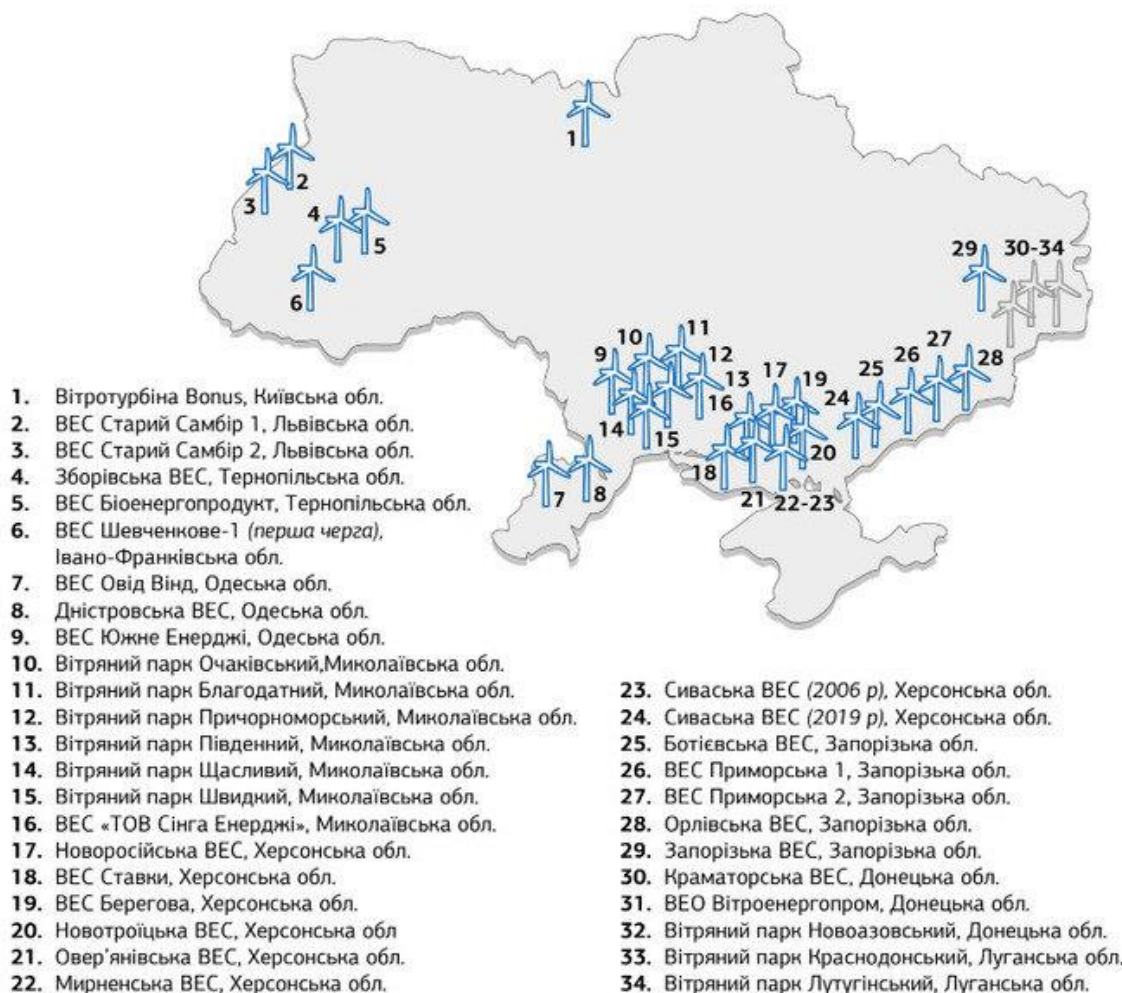 1
2
3
4
5
6
29
30-34
11
10
9
12
13
16
14
15
17
19
18
20
21
22-23
24
25
26
27
28
7
8
1. Вітротурбіна Bonus, Київська обл.
2. ВЕС Старий Самбір 1, Львівська обл.
3. ВЕС Старий Самбір 2, Львівська обл.
4. Зборівська ВЕС, Тернопільська обл.
5. ВЕС Біоенергопродукт, Тернопільська обл.
6. ВЕС Шевченкове-1 (перша черга),
Івано-Франківська обл.
7. ВЕС Овід Вінд, Одеська обл.
8. Дністровська ВЕС, Одеська обл.
9. ВЕС Южне Енерджі, Одеська обл.
10. Вітряний парк Очаківський,Миколаївська обл.
11. Вітряний парк Благодатний, Миколаївська обл.
12. Вітряний парк Причорноморський, Миколаївська обл.
13. Вітряний парк Південний, Миколаївська обл.
14. Вітряний парк Щасливий, Миколаївська обл.
15. Вітряний парк Швидкий, Миколаївська обл.
16. ВЕС «ТОВ Сінга Енерджі», Миколаївська обл.
17. Новоросійська ВЕС, Херсонська обл.
18. ВЕС Ставки, Херсонська обл.
19. ВЕС Берегова, Херсонська обл.
20. Новотроїцька ВЕС, Херсонська обл
21. Овер'янівська ВЕС, Херсонська обл.
22. Мирненська ВЕС, Херсонська обл.
23. Сиваська ВЕС (2006 р), Херсонська обл.
24. Сиваська ВЕС (2019 р), Херсонська обл.
25. Ботієвська ВЕС, Запорізька обл.
26. ВЕС Приморська 1, Запорізька обл.
27. ВЕС Приморська 2, Запорізька обл.
28. Орлівська ВЕС, Запорізька обл.
29. Запорізька ВЕС, Запорізька обл.
30. Краматорська ВЕС, Донецька обл.
31. ВЕО Вітроенергопром, Донецька обл.
32. Вітряний парк Новоазовський, Донецька обл.
33. Вітряний парк Краснодонський, Луганська обл.
34. Вітряний парк Лутугінський, Луганська обл.